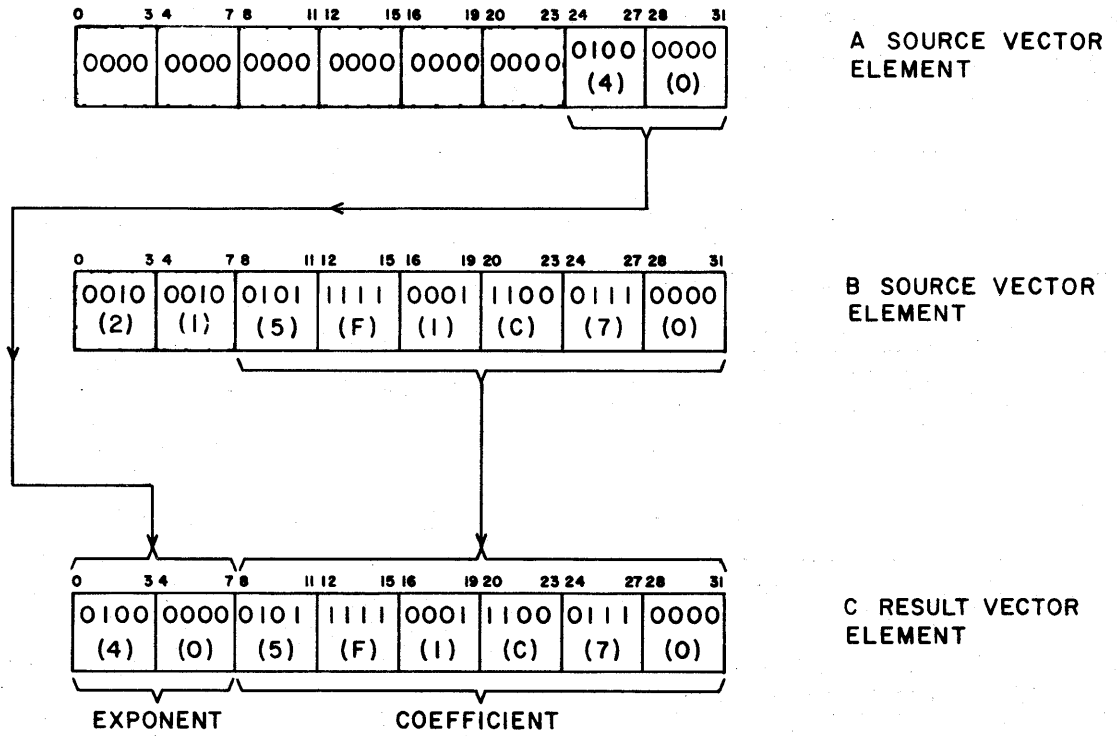 0 3 4 7 8 11 12 15 16 19 20 23 24 27 28 31
0000 0000 0000 0000 0000 0000 0100 0000
(4) (0)
A SOURCE VECTOR
ELEMENT
0 3 4 7 8 11 12 15 16 19 20 23 24 27 28 31
0010 0010 0101 1111 0001 1100 0111 0000
(2) (1) (5) (F) (1) (C) (7) (0)
B SOURCE VECTOR
ELEMENT
0 3 4 7 8 11 12 15 16 19 20 23 24 27 28 31
0100 0000 0101 1111 0001 1100 0111 0000
(4) (0) (5) (F) (1) (C) (7) (0)
C RESULT VECTOR
ELEMENT
EXPONENT COEFFICIENT